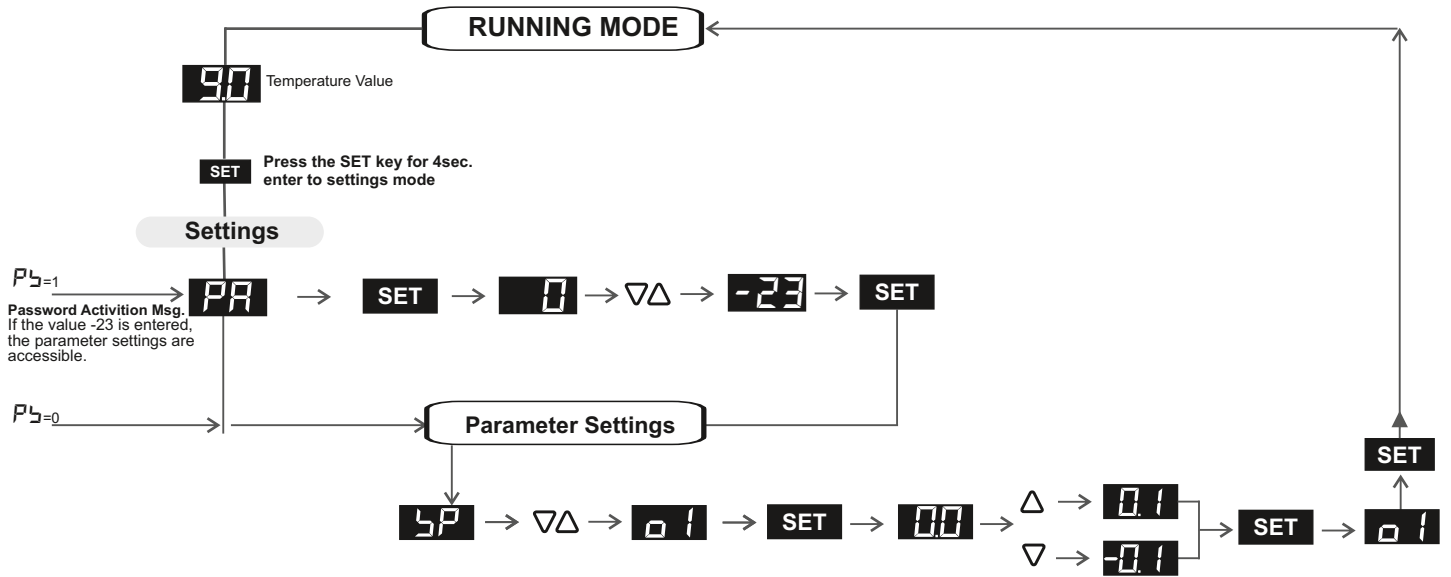 RUNNING MODE
9.0 Temperature Value
SET Press the SET key for 4sec.
enter to settings mode
Settings
PS=1
PA SET 0 -23 SET
Password Activition Msg.
If the value -23 is entered,
the parameter settings are
accessible.
PS=0
Parameter Settings
SET
SP o1 SET 0.0 0.1 SET o1
-0.1